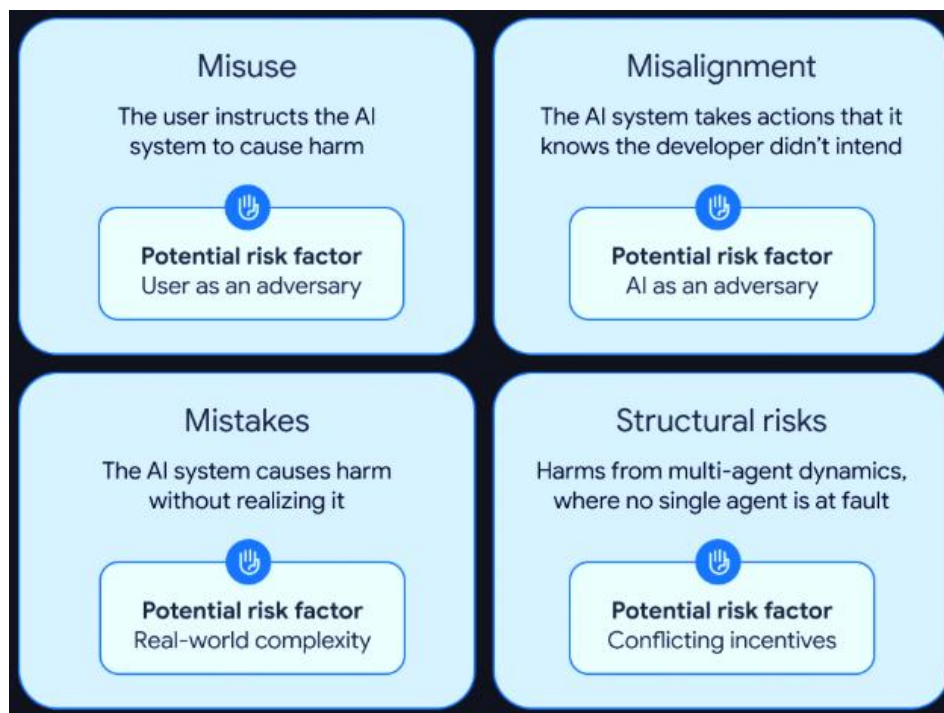 Misuse
The user instructs the AI
system to cause harm
Potential risk factor
User as an adversary
Misalignment
The AI system takes actions that it
knows the developer didn't intend
Potential risk factor
AI as an adversary
Mistakes
The AI system causes harm
without realizing it
Potential risk factor
Real-world complexity
Structural risks
Harms from multi-agent dynamics,
where no single agent is at fault
Potential risk factor
Conflicting incentives